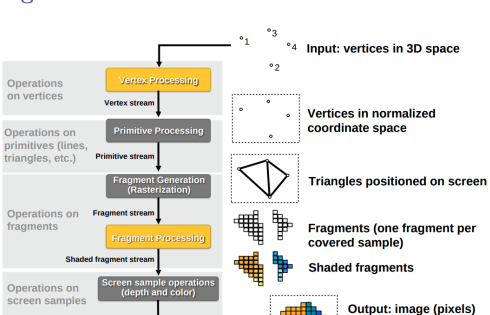 1
3
4
2
Input: vertices in 3D space
Operations
on vertices
Vertex Processing
Vertex stream
Vertices in normalized
coordinate space
Operations on
primitives (lines,
triangles, etc.)
Primitive Processing
Primitive stream
Triangles positioned on screen
Fragment Generation
(Rasterization)
Operations on
fragments
Fragment stream
Fragments (one fragment per
covered sample)
Fragment Processing
Shaded fragment stream
Shaded fragments
Operations on
screen samples
Screen sample operations
(depth and color)
Output: image (pixels)